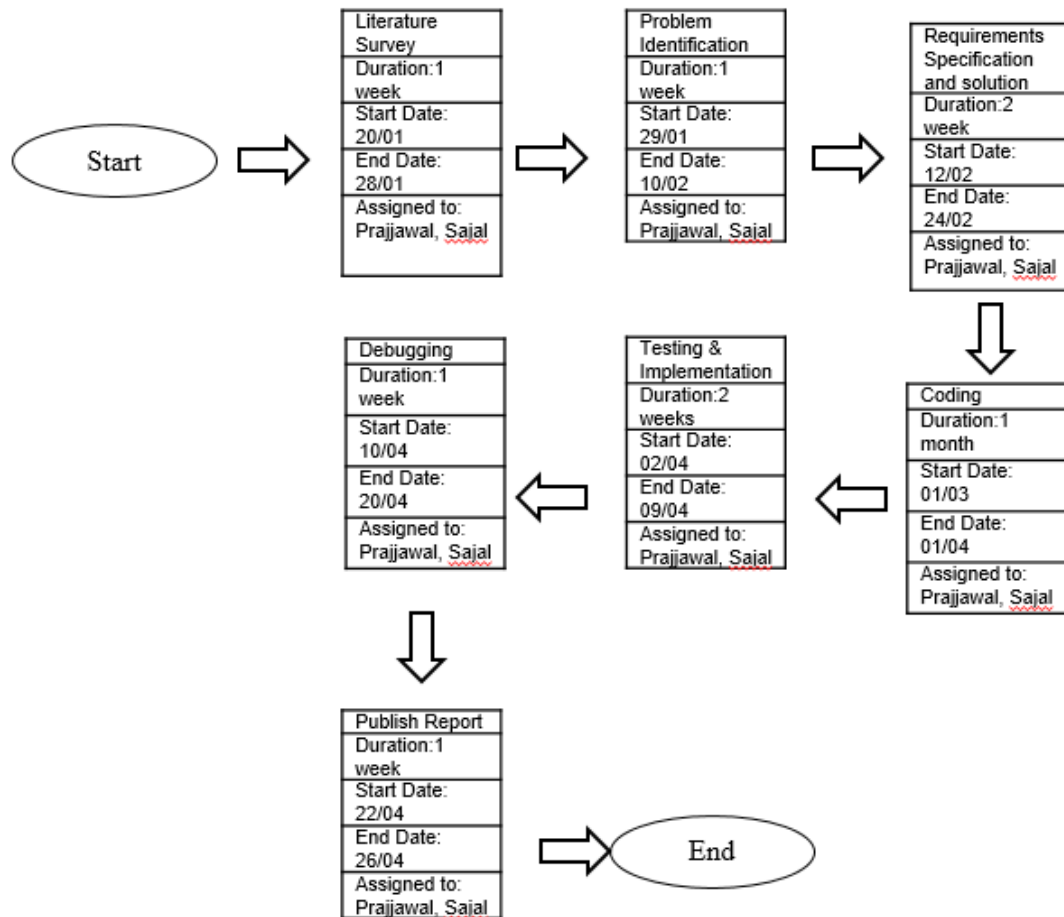 Start
Literature
Survey
Duration:1
week
Start Date:
20/01
End Date:
28/01
Assigned to:
Prajjawal, Sajal
Problem
Identification
Duration:1
week
Start Date:
29/01
End Date:
10/02
Assigned to:
Prajjawal, Sajal
Requirements
Specification
and solution
Duration:2
week
Start Date:
12/02
End Date:
24/02
Assigned to:
Prajjawal, Sajal
Coding
Duration:1
month
Start Date:
01/03
End Date:
01/04
Assigned to:
Prajjawal, Sajal
Testing &
Implementation
Duration:2
weeks
Start Date:
02/04
End Date:
09/04
Assigned to:
Prajjawal, Sajal
Debugging
Duration:1
week
Start Date:
10/04
End Date:
20/04
Assigned to:
Prajjawal, Sajal
Publish Report
Duration:1
week
Start Date:
22/04
End Date:
26/04
Assigned to:
Prajjawal, Sajal
End